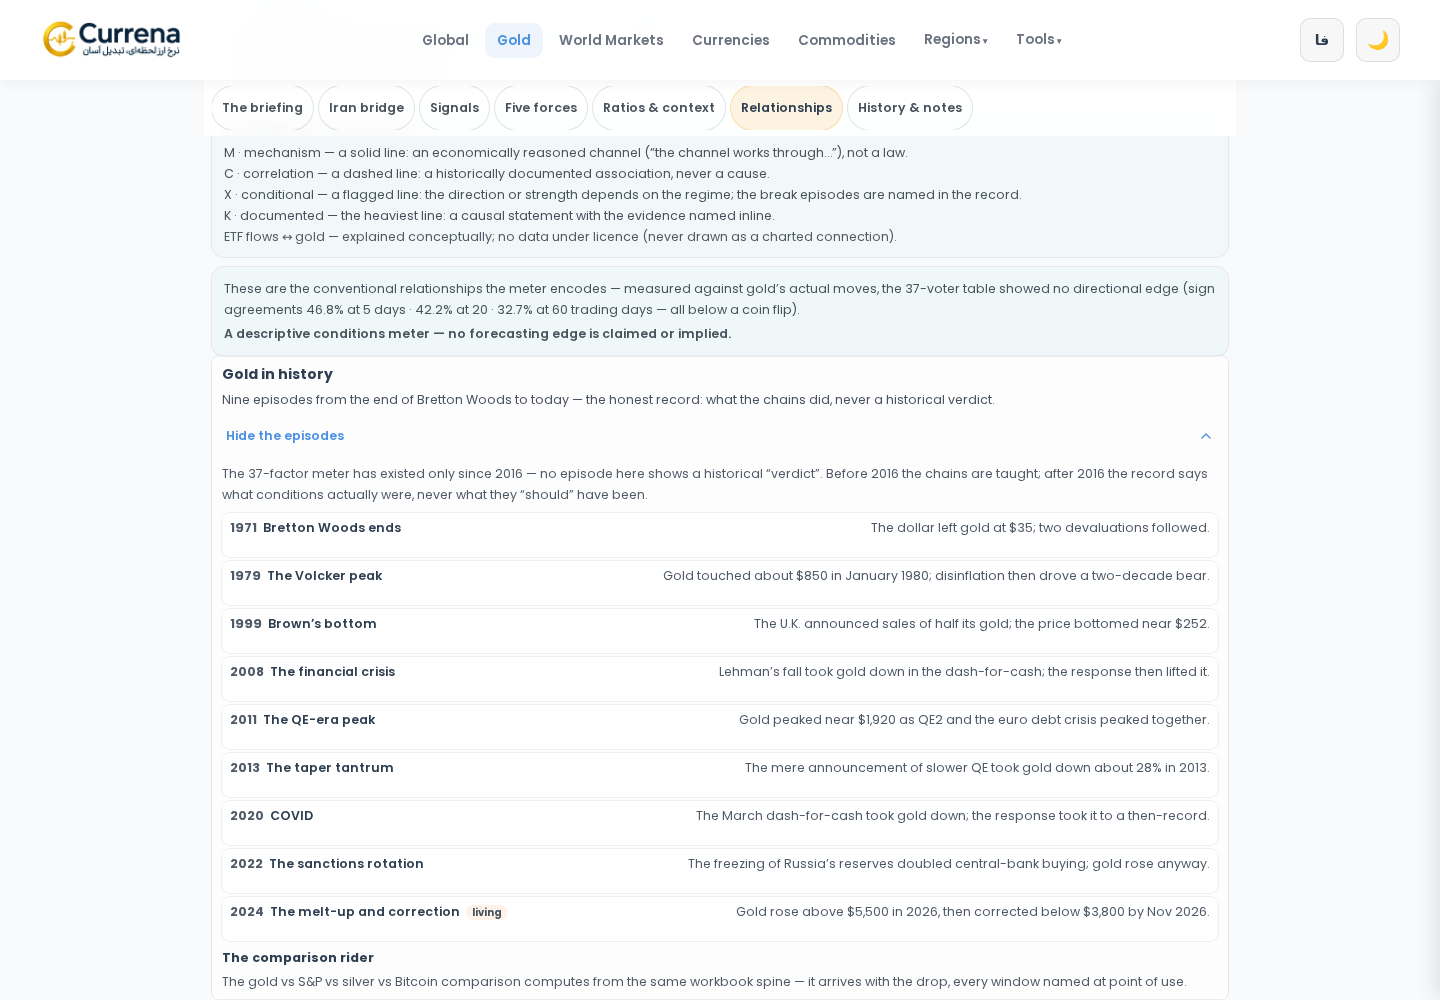 Currena
نرخ ارز لحظه‌ای، تبدیل آسان
Global
Gold
World Markets
Currencies
Commodities
Regions ▾
Tools ▾
فا
The briefing
Iran bridge
Signals
Five forces
Ratios & context
Relationships
History & notes
M · mechanism — a solid line: an economically reasoned channel (“the channel works through…”), not a law.
C · correlation — a dashed line: a historically documented association, never a cause.
X · conditional — a flagged line: the direction or strength depends on the regime; the break episodes are named in the record.
K · documented — the heaviest line: a causal statement with the evidence named inline.
ETF flows ↔ gold — explained conceptually; no data under licence (never drawn as a charted connection).
These are the conventional relationships the meter encodes — measured against gold’s actual moves, the 37-voter table showed no directional edge (sign
agreements 46.8% at 5 days · 42.2% at 20 · 32.7% at 60 trading days — all below a coin flip).
A descriptive conditions meter — no forecasting edge is claimed or implied.
Gold in history
Nine episodes from the end of Bretton Woods to today — the honest record: what the chains did, never a historical verdict.
Hide the episodes
The 37-factor meter has existed only since 2016 — no episode here shows a historical “verdict”. Before 2016 the chains are taught; after 2016 the record says
what conditions actually were, never what they “should” have been.
1971 Bretton Woods ends The dollar left gold at $35; two devaluations followed.
1979 The Volcker peak Gold touched about $850 in January 1980; disinflation then drove a two-decade bear.
1999 Brown’s bottom The U.K. announced sales of half its gold; the price bottomed near $252.
2008 The financial crisis Lehman’s fall took gold down in the dash-for-cash; the response then lifted it.
2011 The QE-era peak Gold peaked near $1,920 as QE2 and the euro debt crisis peaked together.
2013 The taper tantrum The mere announcement of slower QE took gold down about 28% in 2013.
2020 COVID The March dash-for-cash took gold down; the response took it to a then-record.
2022 The sanctions rotation The freezing of Russia’s reserves doubled central-bank buying; gold rose anyway.
2024 The melt-up and correction living Gold rose above $5,500 in 2026, then corrected below $3,800 by Nov 2026.
The comparison rider
The gold vs S&P vs silver vs Bitcoin comparison computes from the same workbook spine — it arrives with the drop, every window named at point of use.